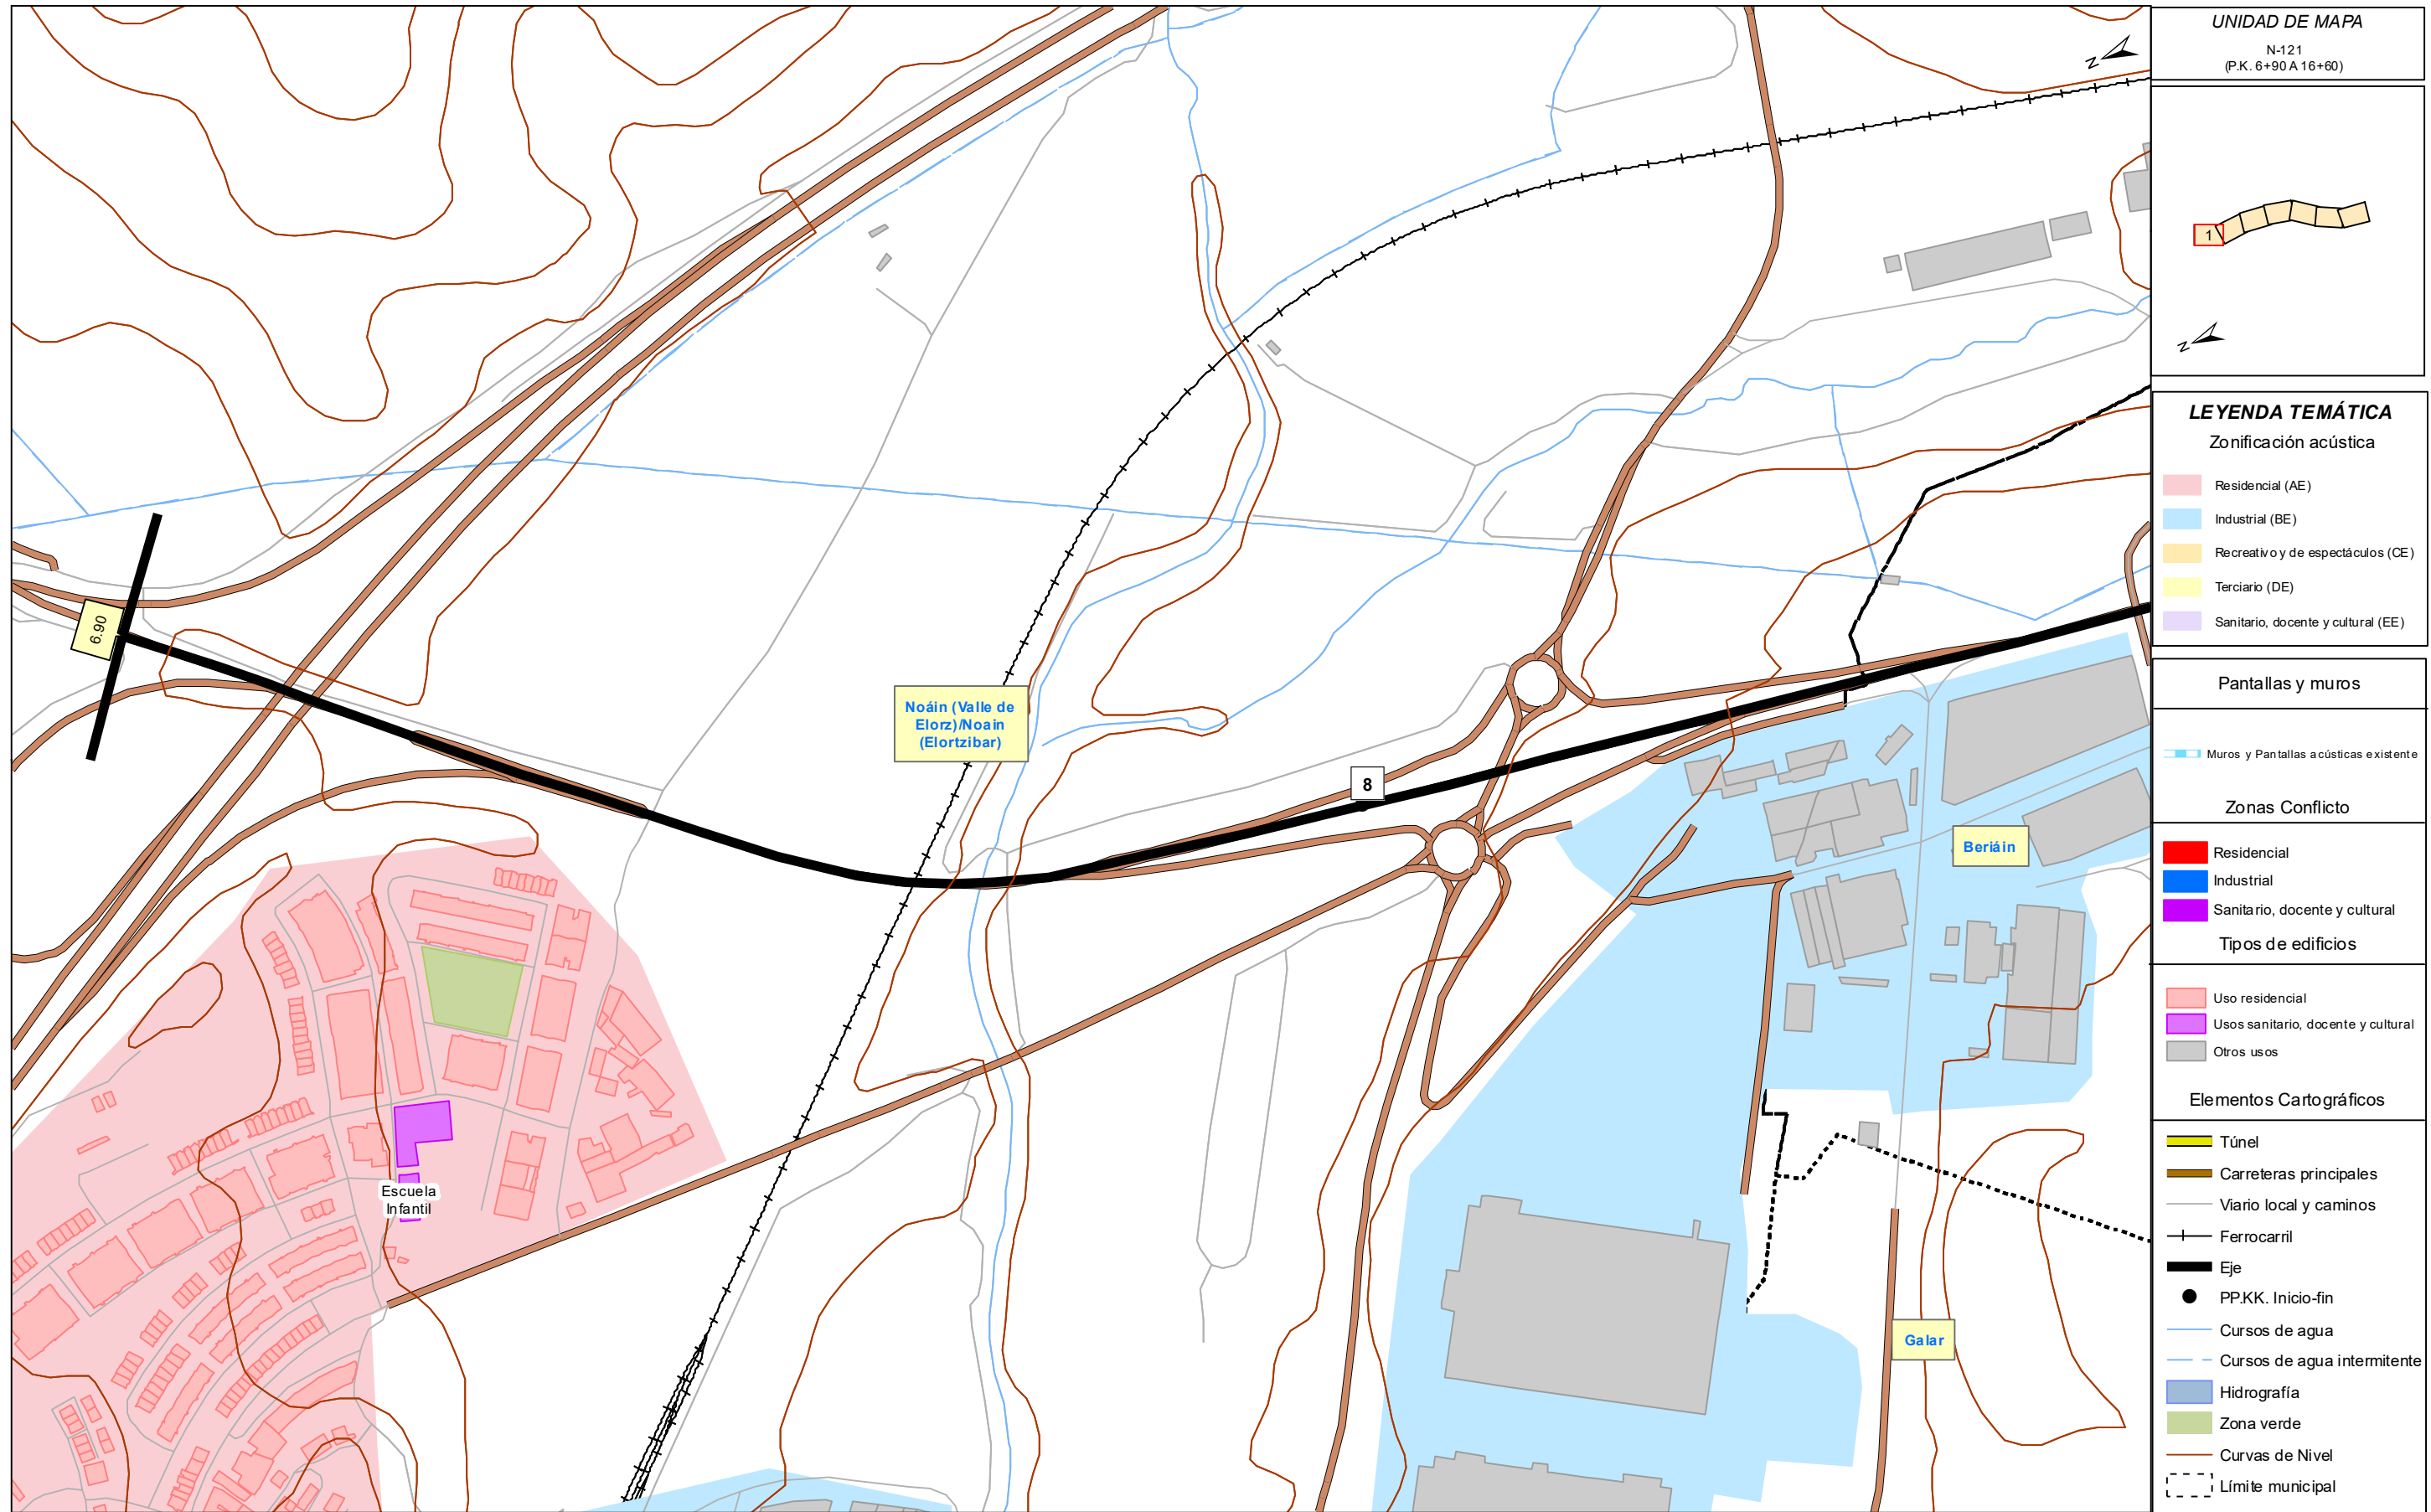 UNIDAD DE MAPA
N-121
(P.K. 6+90 A 16+60)
N
1
N
LEYENDA TEMÁTICA
Zonificación acústica
Residencial (AE)
Industrial (BE)
Recreativo y de espectáculos (CE)
Terciario (DE)
Sanitario, docente y cultural (EE)
Pantallas y muros
Muros y Pantallas acústicas existente
Zonas Conflicto
Residencial
Industrial
Sanitario, docente y cultural
Tipos de edificios
Uso residencial
Usos sanitario, docente y cultural
Otros usos
Elementos Cartográficos
Túnel
Carreteras principales
Viario local y caminos
Ferrocarril
Eje
PP.KK. Inicio-fin
Cursos de agua
Cursos de agua intermitente
Hidrografía
Zona verde
Curvas de Nivel
Límite municipal
6.90
Noáin (Valle de
Elorz)/Noain
(Elortzibar)
8
Beriáin
Escuela
Infantil
Galar